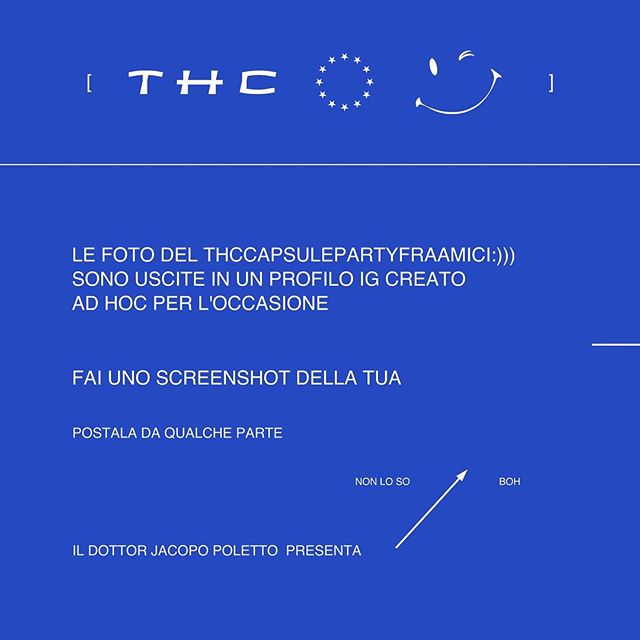 [ THC ]
LE FOTO DEL THCCAPSULEPARTYFRAAMICI:)))
SONO USCITE IN UN PROFILO IG CREATO
AD HOC PER L'OCCASIONE
FAI UNO SCREENSHOT DELLA TUA
POSTALA DA QUALCHE PARTE
NON LO SO BOH
IL DOTTOR JACOPO POLETTO PRESENTA